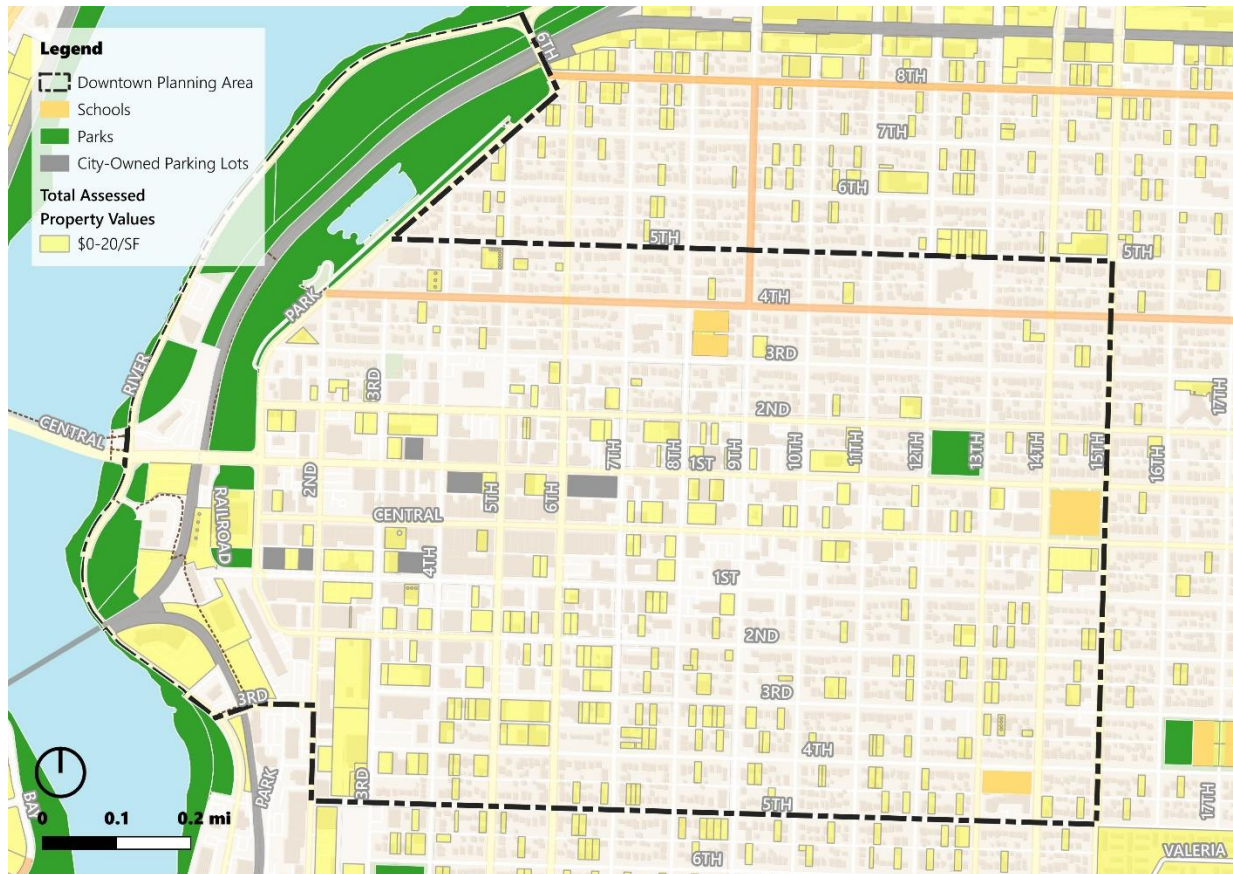 Legend
Downtown Planning Area
Schools
Parks
City-Owned Parking Lots
Total Assessed
Property Values
$0-20/SF
6TH
8TH
7TH
6TH
5TH
5TH
4TH
PARK
3RD
RIVER
3RD
2ND
17TH
CENTRAL
7TH
8TH
1ST
9TH
10TH
11TH
12TH
13TH
14TH
15TH
16TH
2ND
RAILROAD
5TH
6TH
CENTRAL
4TH
1ST
2ND
3RD
3RD
4TH
3RD
PARK
5TH
17TH
BAY
0 0.1 0.2 mi
6TH
VALERIA